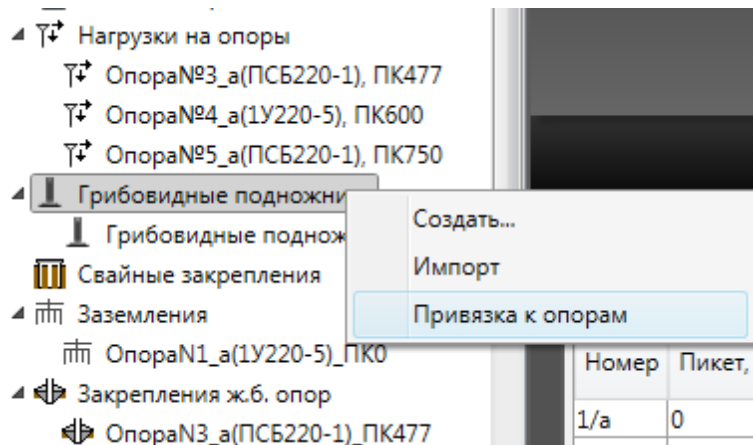 Нагрузки на опоры
Опора№3_а(ПСБ220-1), ПК477
Опора№4_а(1У220-5), ПК600
Опора№5_а(ПСБ220-1), ПК750
Грибовидные подножни
Грибовидные поднож
Свайные закрепления
Заземления
ОпораN1_а(1У220-5)_ПК0
Закрепления ж.б. опор
ОпораN3_а(ПСБ220-1)_ПК477
Создать...
Импорт
Привязка к опорам
Номер Пикет,
1/а 0